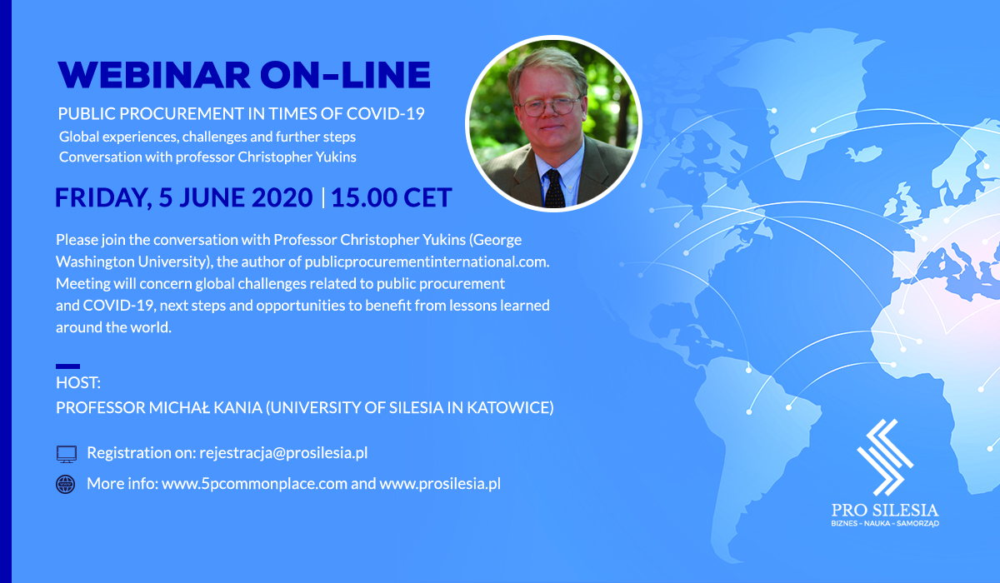 WEBINAR ON-LINE
PUBLIC PROCUREMENT IN TIMES OF COVID-19
Global experiences, challenges and further steps
Conversation with professor Christopher Yukins
FRIDAY, 5 JUNE 2020 | 15.00 CET
Please join the conversation with Professor Christopher Yukins (George
Washington University), the author of publicprocurementinternational.com.
Meeting will concern global challenges related to public procurement
and COVID-19, next steps and opportunities to benefit from lessons learned
around the world.
HOST:
PROFESSOR MICHAŁ KANIA (UNIVERSITY OF SILESIA IN KATOWICE)
Registration on: rejestracja@prosilesia.pl
More info: www.5pcommonplace.com and www.prosilesia.pl
PRO SILESIA
BIZNES – NAUKA – SAMORZĄD